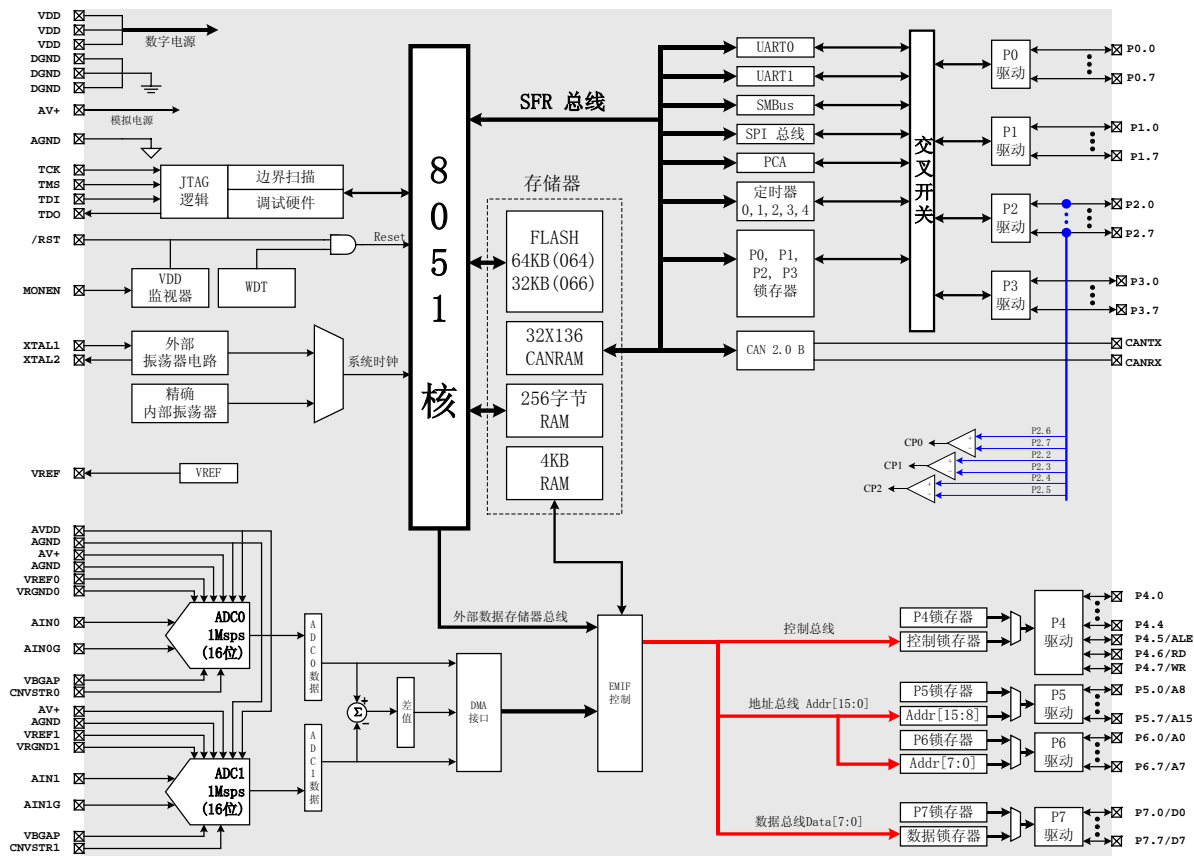 VDD
VDD
VDD
数字电源
DGND
DGND
DGND
AV+
模拟电源
AGND
TCK
TMS
TDI
TDO
JTAG
逻辑
边界扫描
调试硬件
/RST
Reset
VDD
监视器
WDT
MONEN
XTAL1
XTAL2
外部
振荡器电路
精确
内部振荡器
系统时钟
VREF
VREF
8051
核
SFR 总线
存储器
FLASH
64KB(064)
32KB(066)
32X136
CANRAM
256字节
RAM
4KB
RAM
UART0
UART1
SMBus
SPI 总线
PCA
定时器
0,1,2,3,4
P0, P1,
P2, P3
锁存器
CAN 2.0 B
交叉开关
P0
驱动
P1
驱动
P2
驱动
P3
驱动
P0.0
P0.7
P1.0
P1.7
P2.0
P2.7
P3.0
P3.7
CANTX
CANRX
CP0
CP1
CP2
+
-
+
-
+
-
P2.6
P2.7
P2.2
P2.3
P2.4
P2.5
AVDD
AGND
AV+
AGND
VREF0
VRGND0
AIN0
AIN0G
VBGAP
CNVSTR0
ADC0
1Msps
(16位)
AV+
AGND
VREF1
VRGND1
AIN1
AIN1G
VBGAP
CNVSTR1
ADC1
1Msps
(16位)
ADC0数据
ADC1数据
Σ
+
-
差值
DMA
接口
外部数据存储器总线
EMIF
控制
控制总线
地址总线 Addr[15:0]
数据总线Data[7:0]
P4锁存器
控制锁存器
P5锁存器
Addr[15:8]
P6锁存器
Addr[7:0]
P7锁存器
数据锁存器
P4
驱动
P5
驱动
P6
驱动
P7
驱动
P4.0
P4.4
P4.5/ALE
P4.6/RD
P4.7/WR
P5.0/A8
P5.7/A15
P6.0/A0
P6.7/A7
P7.0/D0
P7.7/D7